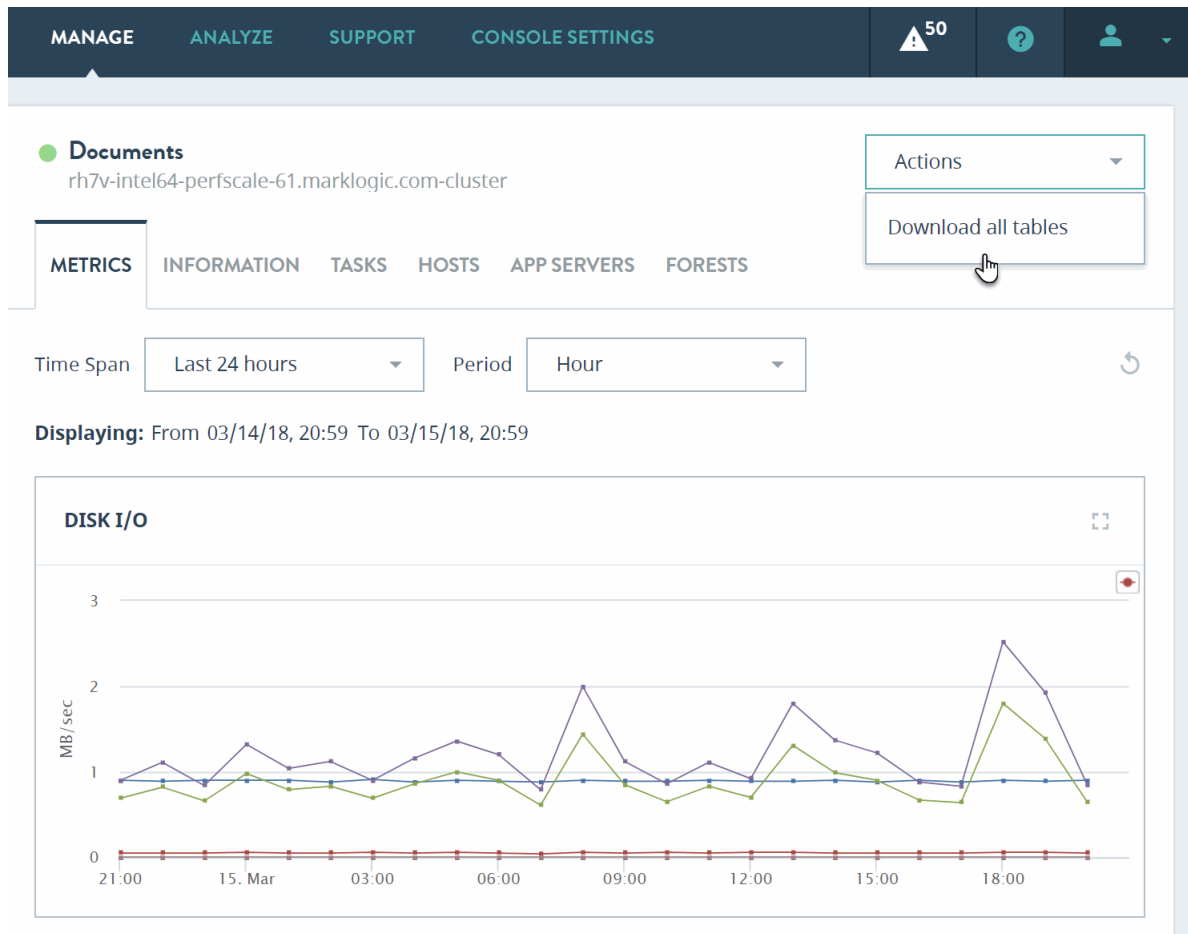 MANAGE ANALYZE SUPPORT CONSOLE SETTINGS 50 ?
Documents
rh7v-intel64-perfscale-61.marklogic.com-cluster
Actions
Download all tables
METRICS INFORMATION TASKS HOSTS APP SERVERS FORESTS
Time Span Last 24 hours Period Hour
Displaying: From 03/14/18, 20:59 To 03/15/18, 20:59
DISK I/O
MB/sec
3
2
1
0
21:00 15. Mar 03:00 06:00 09:00 12:00 15:00 18:00